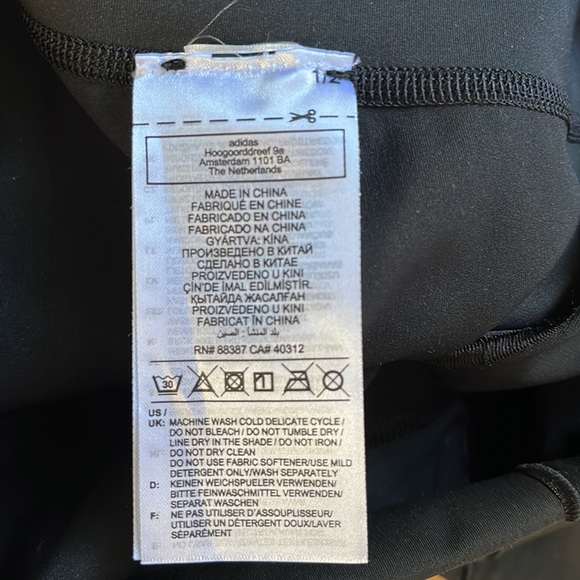 1/2
adidas
Hoogoorddreef 9a
Amsterdam 1101 BA
The Netherlands
MADE IN CHINA
FABRIQUÉ EN CHINE
FABRICADO EN CHINA
FABRICADO NA CHINA
GYÁRTVA: KÍNA
ПРОИЗВЕДЕНО В КИТАЙ
СДЕЛАНО В КИТАЕ
PROIZVEDENO U KINI
ÇİN'DE İMAL EDİLMİŞTİR.
ҚЫТАЙДА ЖАСАЛҒАН
PROIZVEDENO U KINI
FABRICAT ÎN CHINA
بلد المنشأ - الصين
RN# 88387 CA# 40312
30
US /
UK: MACHINE WASH COLD DELICATE CYCLE /
DO NOT BLEACH / DO NOT TUMBLE DRY /
LINE DRY IN THE SHADE / DO NOT IRON /
DO NOT DRY CLEAN
DO NOT USE FABRIC SOFTENER/USE MILD
DETERGENT ONLY/WASH SEPARATELY
D: KEINEN WEICHSPUELER VERWENDEN/
BITTE FEINWASCHMITTEL VERWENDEN/
SEPARAT WASCHEN
F: NE PAS UTILISER D'ASSOUPLISSEUR/
UTILISER UN DÉTERGENT DOUX/LAVER
SÉPARÉMENT